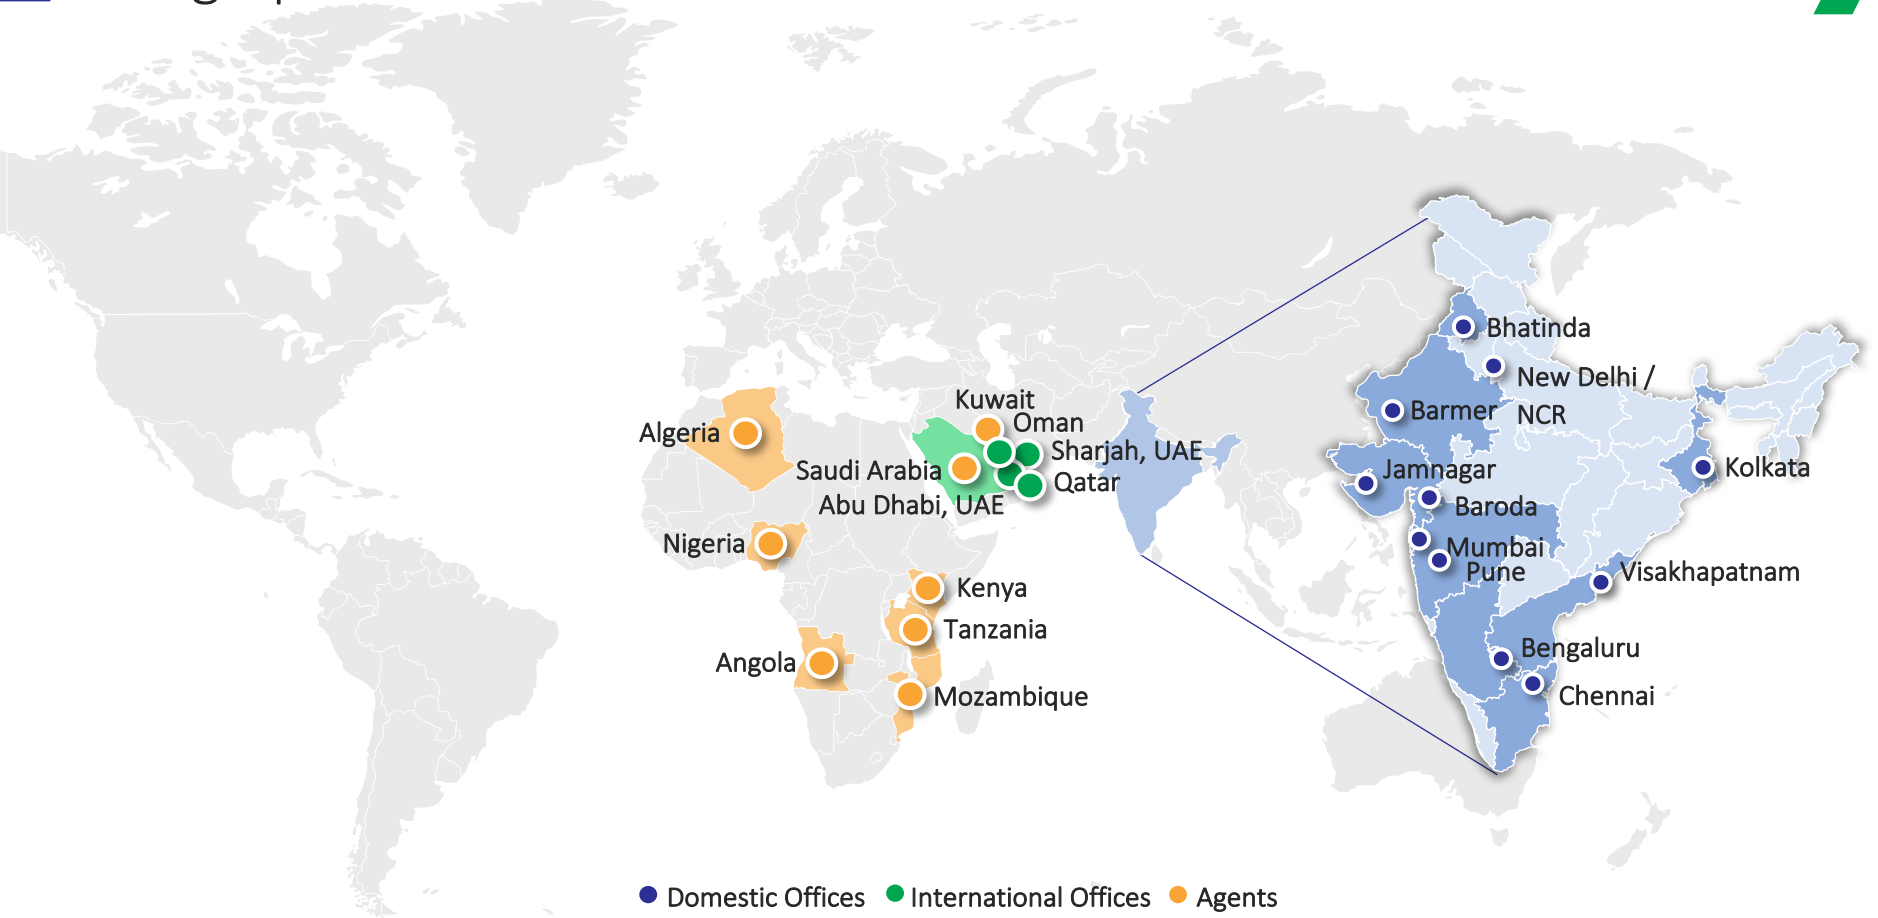 Kuwait
Oman
Algeria
Sharjah, UAE
Saudi Arabia
Qatar
Abu Dhabi, UAE
Nigeria
Kenya
Tanzania
Angola
Mozambique
Bhatinda
New Delhi /
NCR
Barmer
Jamnagar
Kolkata
Baroda
Mumbai
Pune
Visakhapatnam
Bengaluru
Chennai
Domestic Offices
International Offices
Agents